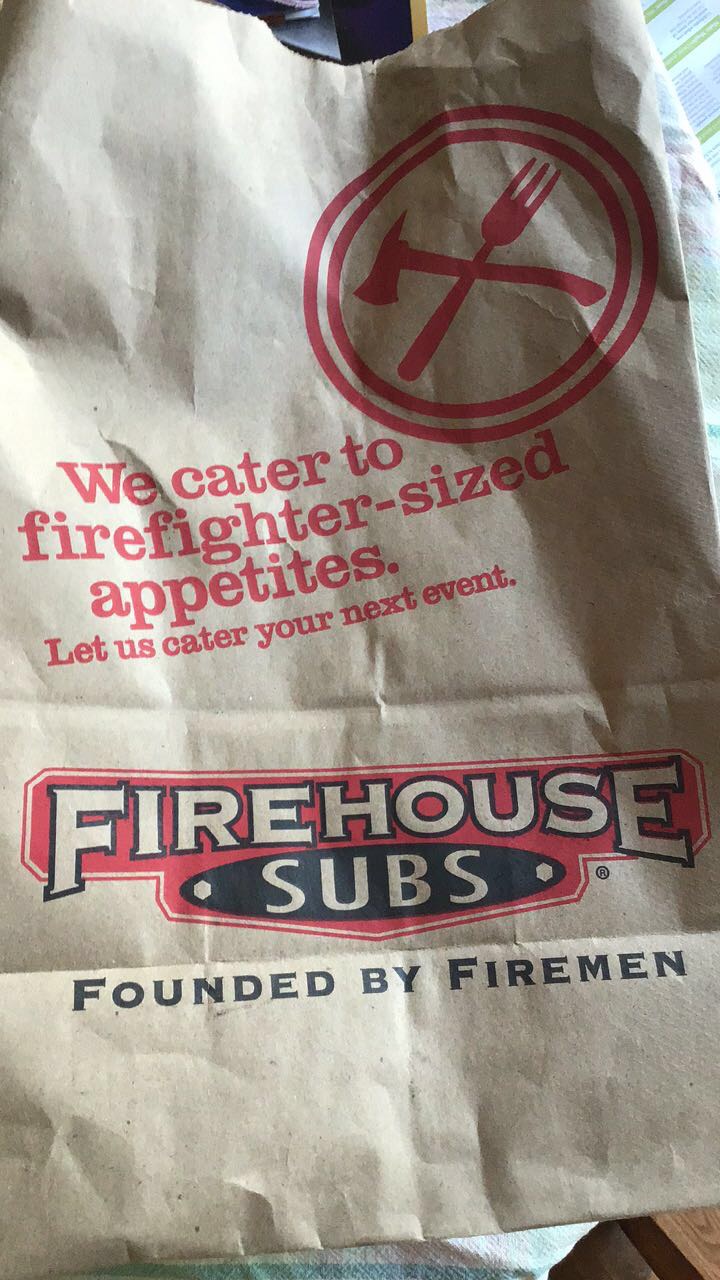 We cater to
firefighter-sized
appetites.
Let us cater your next event.
FIREHOUSE
SUBS ®
FOUNDED BY FIREMEN